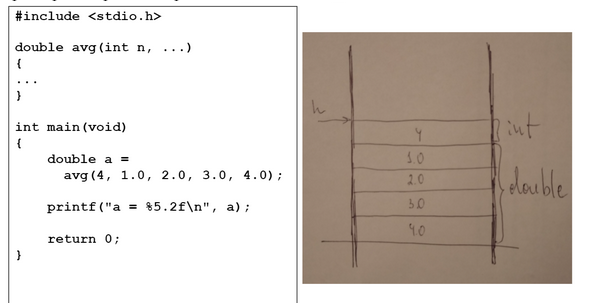 #include <stdio.h>
double avg(int n, ...)
{
...
}
int main(void)
{
double a =
avg(4, 1.0, 2.0, 3.0, 4.0);
printf("a = %5.2f\n", a);
return 0;
}
n
4
int
1.0
2.0
double
3.0
4.0